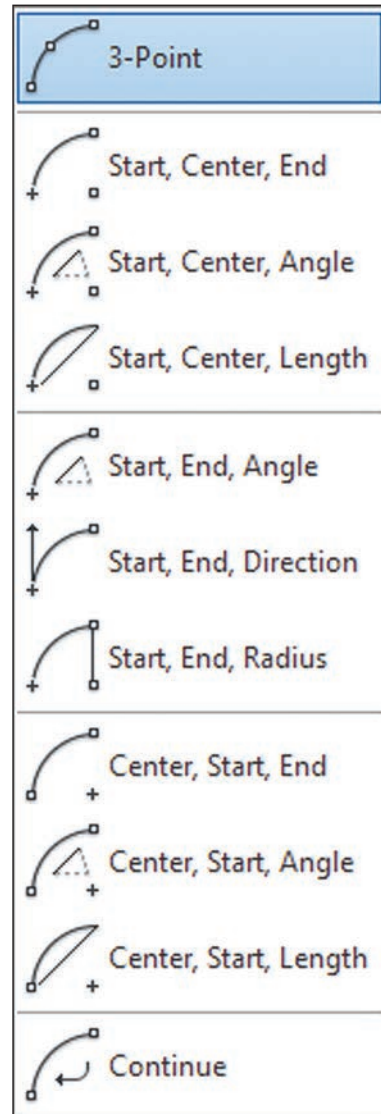 3-Point
Start, Center, End
Start, Center, Angle
Start, Center, Length
Start, End, Angle
Start, End, Direction
Start, End, Radius
Center, Start, End
Center, Start, Angle
Center, Start, Length
Continue